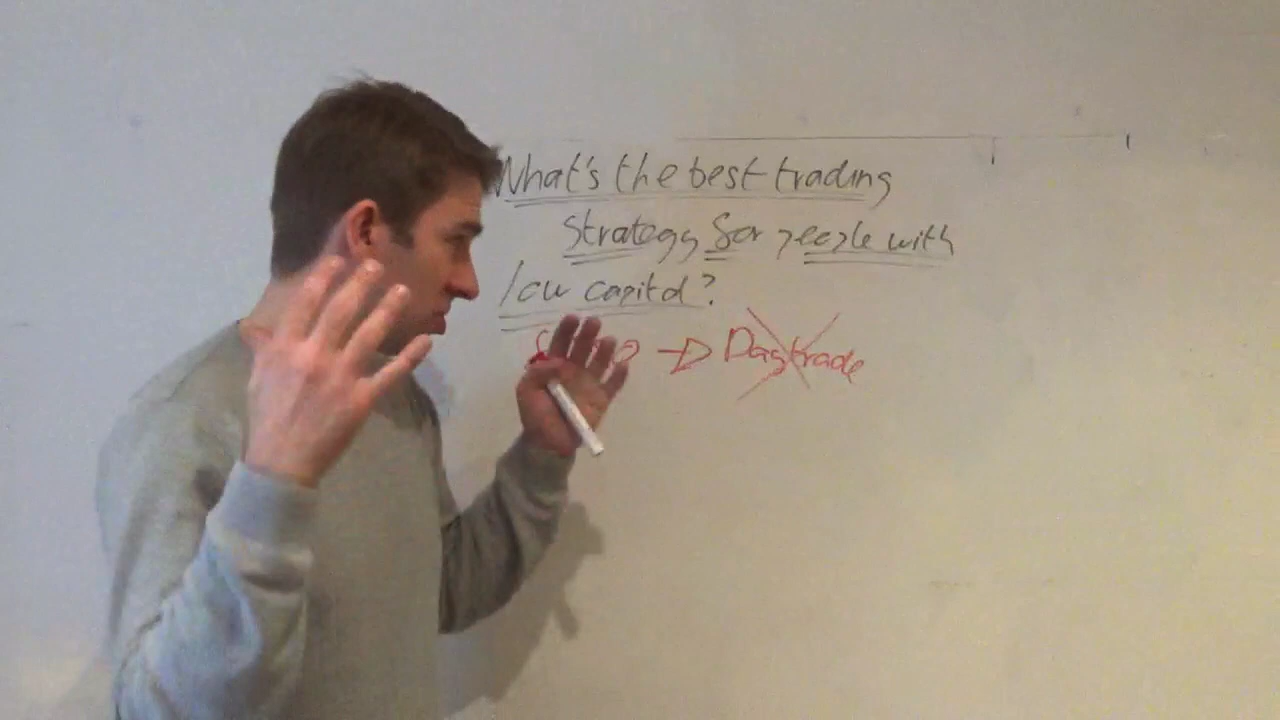 What's the best trading
Strategy for people with
low capital?
→ Daytrade